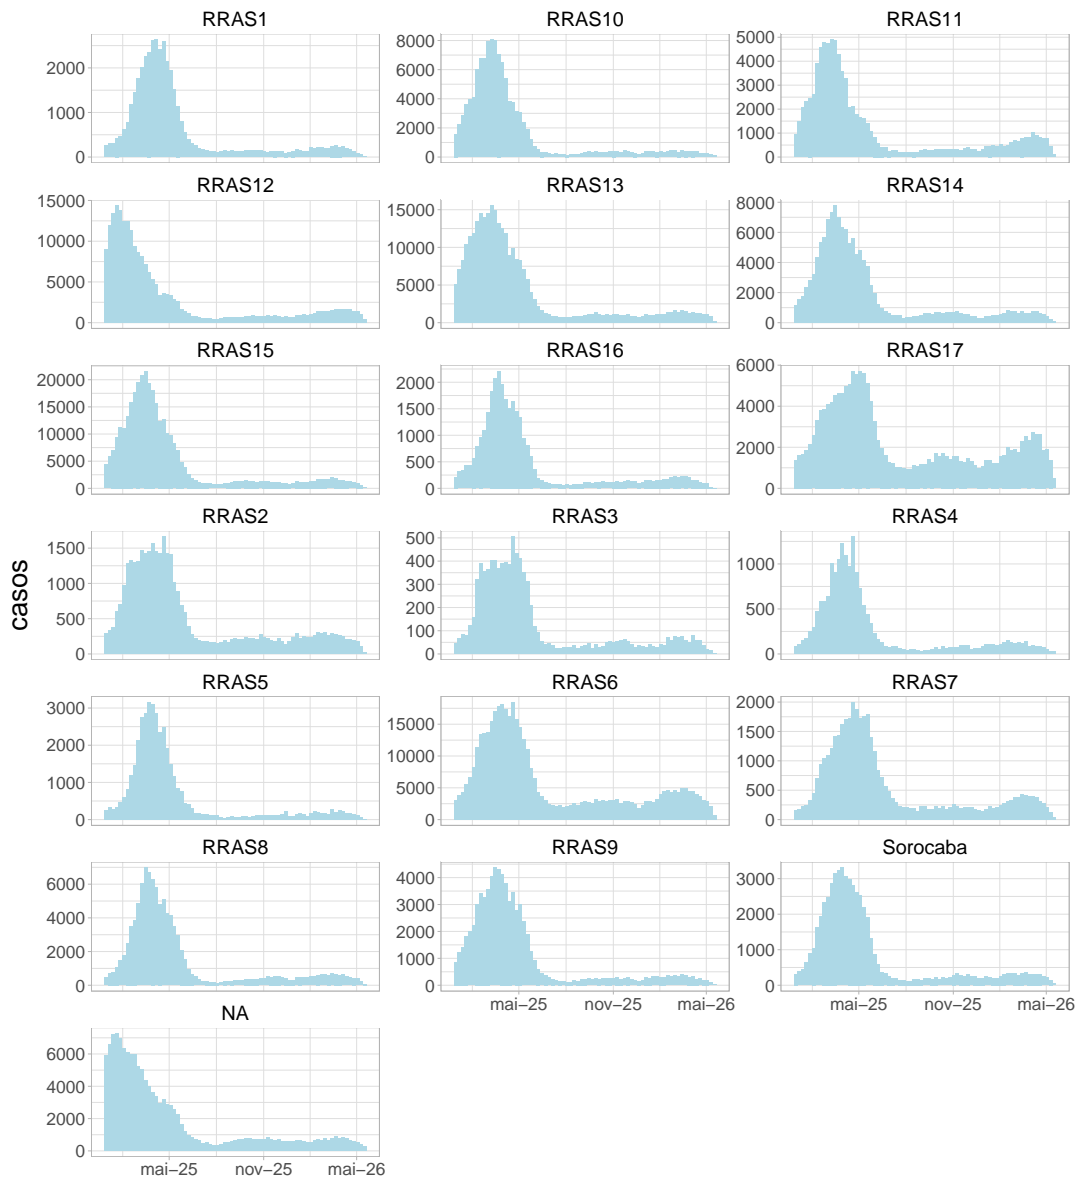 RRAS1 RRAS10 RRAS11
2000 1000 0
8000 6000 4000 2000 0
5000 4000 3000 2000 1000 0
RRAS12 RRAS13 RRAS14
15000 10000 5000 0
15000 10000 5000 0
8000 6000 4000 2000 0
RRAS15 RRAS16 RRAS17
20000 15000 10000 5000 0
2000 1500 1000 500 0
6000 4000 2000 0
casos
RRAS2 RRAS3 RRAS4
1500 1000 500 0
500 400 300 200 100 0
1000 500 0
RRAS5 RRAS6 RRAS7
3000 2000 1000 0
15000 10000 5000 0
2000 1500 1000 500 0
RRAS8 RRAS9 Sorocaba
6000 4000 2000 0
4000 3000 2000 1000 0
3000 2000 1000 0
mai−25 nov−25 mai−26 mai−25 nov−25 mai−26
NA
6000 4000 2000 0
mai−25 nov−25 mai−26